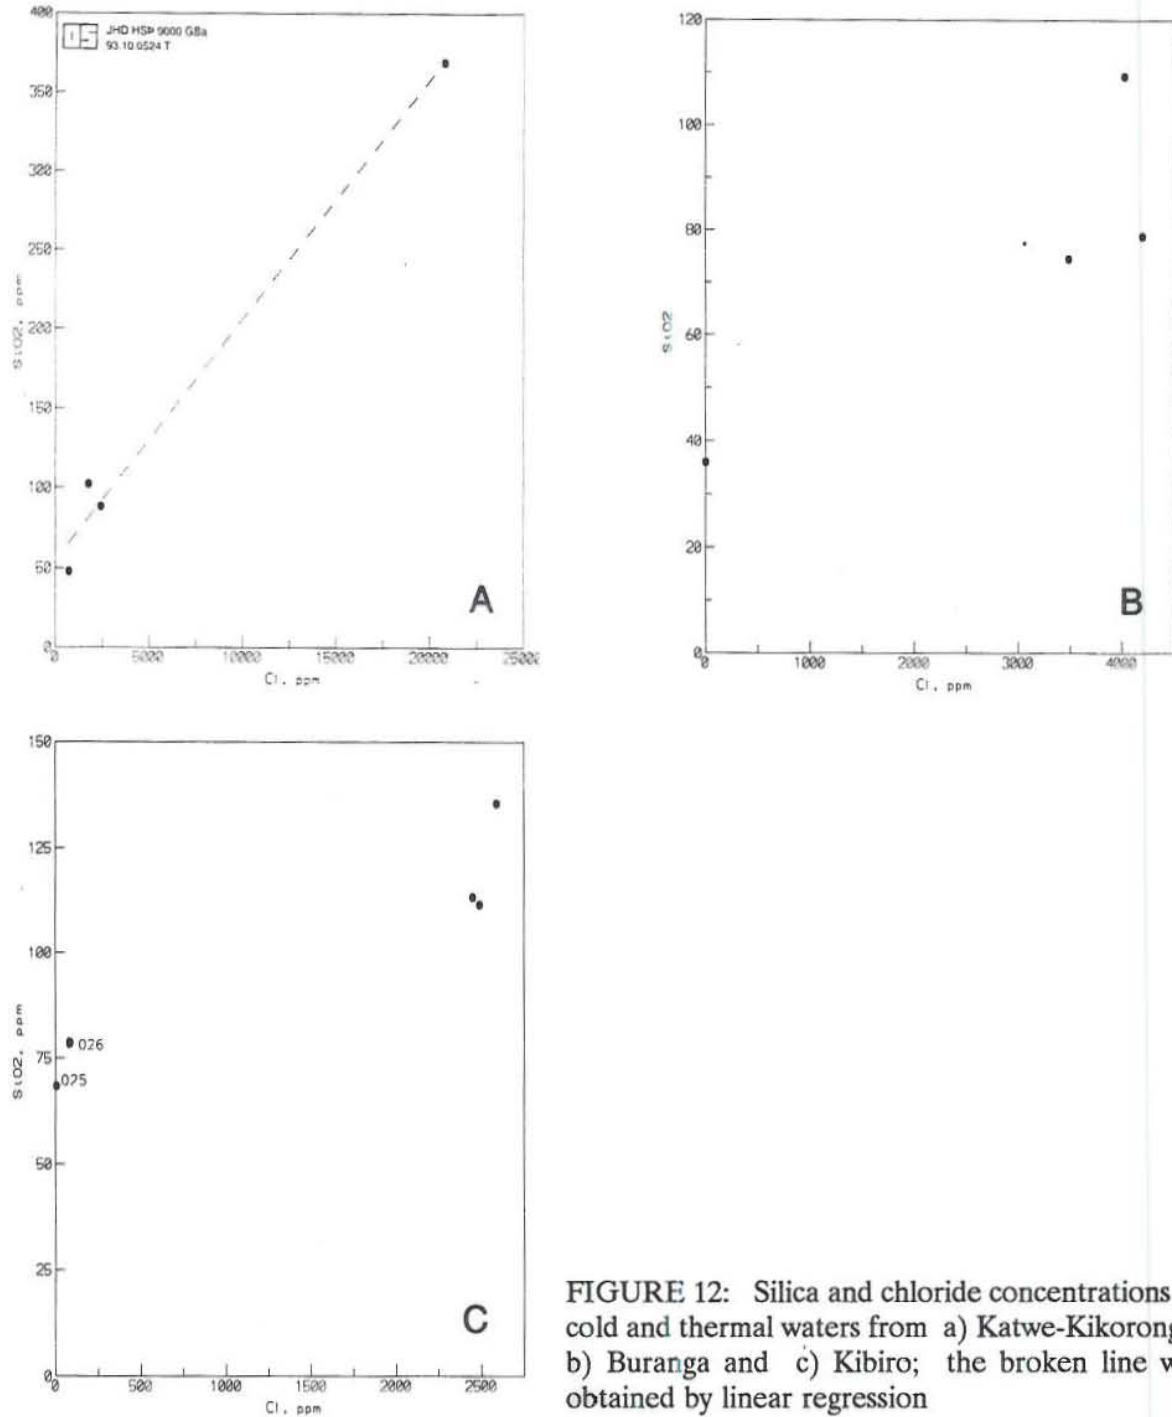 JHD HSÞ 9000 GBa
93.10.0524 T
400
350
300
250
200
150
100
50
0
SiO2, ppm
0 5000 10000 15000 20000 25000
Cl, ppm
A
120
100
80
60
40
20
0
SiO2
0 1000 2000 3000 4000
Cl, ppm
B
150
125
100
75
50
25
0
SiO2, ppm
026
025
0 500 1000 1500 2000 2500
Cl, ppm
C
FIGURE 12: Silica and chloride concentrations
cold and thermal waters from a) Katwe-Kikorong
b) Buranga and c) Kibiro; the broken line w
obtained by linear regression